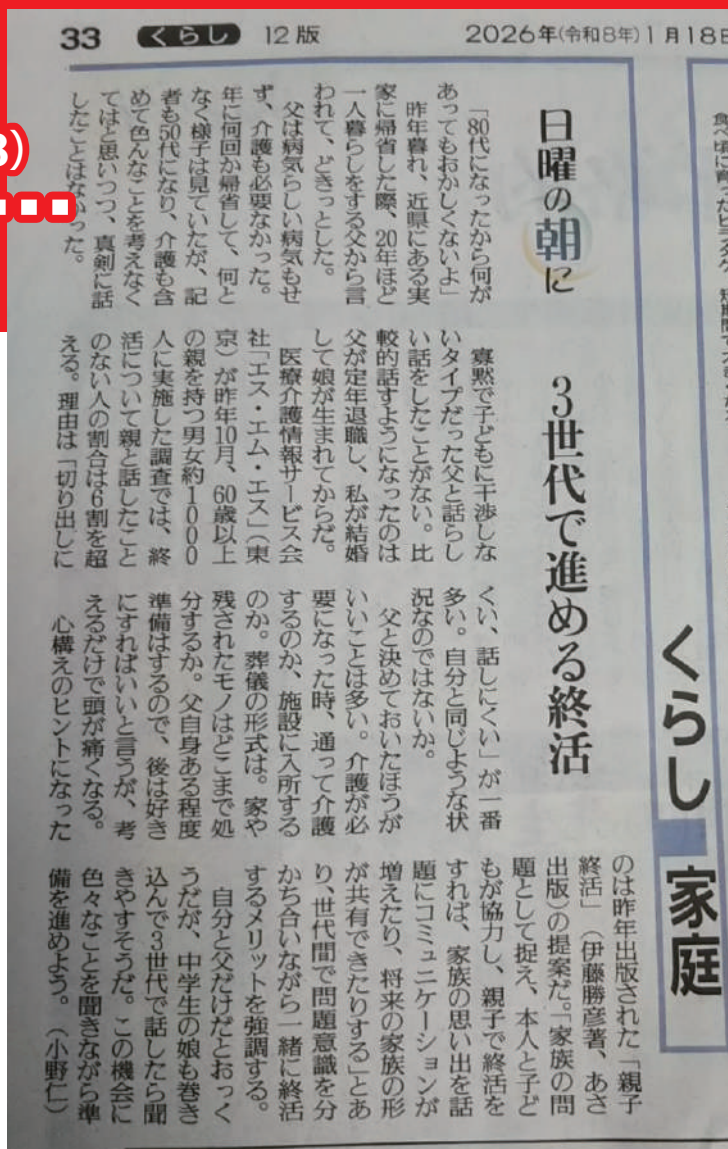 33 くらし 12版 2026年(令和8年)1月18日
くらし 家庭
日曜の朝に
3世代で進める終活
「80代になったから何が
あってもおかしくないよ」
昨年暮れ、近県にある実
家に帰省した際、20年ほど
一人暮らしをする父から言
われて、どきっとした。
父は病気らしい病気もせ
ず、介護も必要なかった。
年に何回か帰省して、何と
なく様子は見ていたが、記
者も50代になり、介護も含
めて色んなことを考えなく
てはと思いつつ、真剣に話
したことはなかった。
寡黙で子どもに干渉しな
いタイプだった父と話らし
い話をしたことがない。比
較的話すようになったのは
父が定年退職し、私が結婚
して娘が生まれてからだ。
医療介護情報サービス会
社「エス・エム・エス」(東
京)が昨年10月、60歳以上
の親を持つ男女約1000
人に実施した調査では、終
活について親と話したこと
のない人の割合は6割を超
える。理由は「切り出しに
くい、話しにくい」が一番
多い。自分と同じような状
況なのではないか。
父と決めておいたほうが
いいことは多い。介護が必
要になった時、通って介護
するのか、施設に入所する
のか。葬儀の形式は。家や
残されたモノはどこまで処
分するか。父自身ある程度
準備はするので、後は好き
にすればいいと言うが、考
えるだけで頭が痛くなる。
心構えのヒントになった
のは昨年出版された「親子
終活」(伊藤勝彦著、あさ
出版)の提案だ。「家族の問
題として捉え、本人と子ど
もが協力し、親子で終活を
すれば、家族の思い出を話
題にコミュニケーションが
増えたり、将来の家族の形
が共有できたりする」とあ
り、世代間で問題意識を分
かち合いながら一緒に終活
するメリットを強調する。
自分と父だけだとおっく
うだが、中学生の娘も巻き
込んで3世代で話したら聞
きやすそうだ。この機会に
色々なことを聞きながら準
備を進めよう。(小野仁)